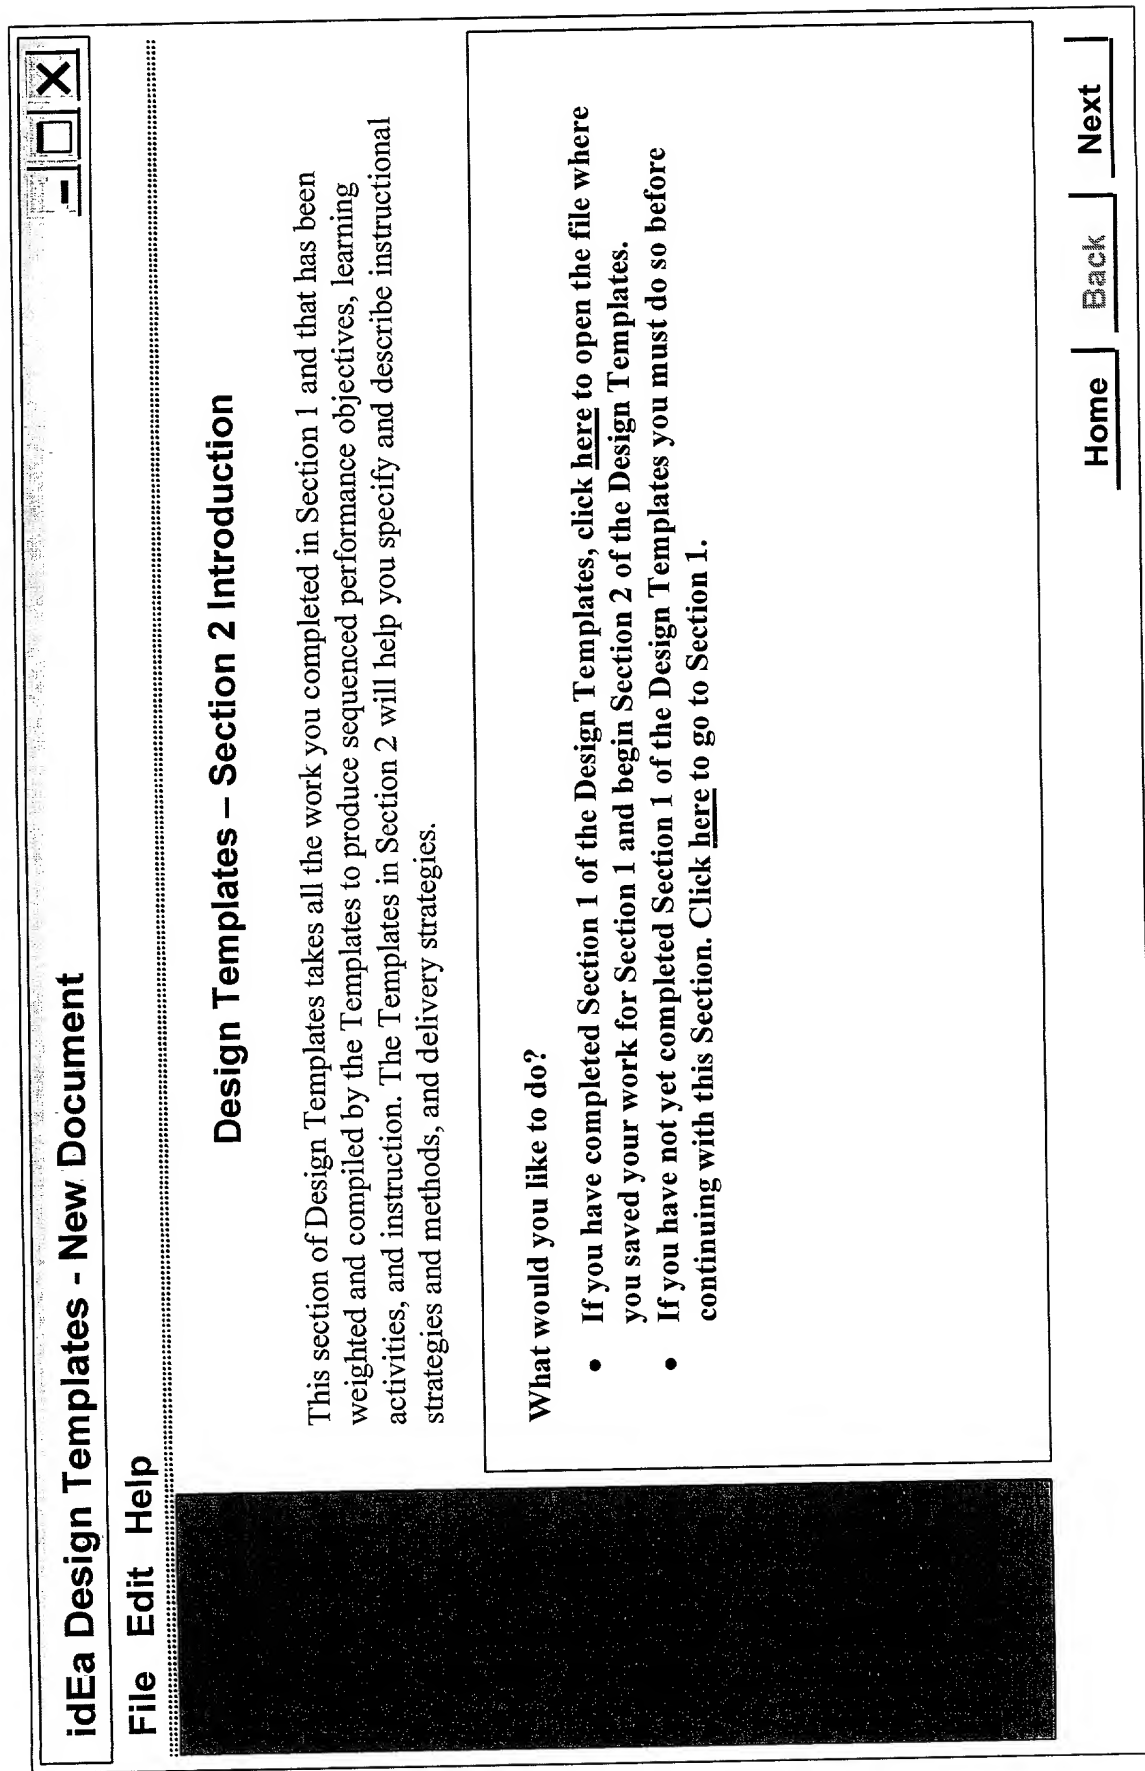 idEa Design Templates - New Document
File Edit Help
Design Templates – Section 2 Introduction
This section of Design Templates takes all the work you completed in Section 1 and that has been
weighted and compiled by the Templates to produce sequenced performance objectives, learning
activities, and instruction. The Templates in Section 2 will help you specify and describe instructional
strategies and methods, and delivery strategies.
What would you like to do?
• If you have completed Section 1 of the Design Templates, click here to open the file where
you saved your work for Section 1 and begin Section 2 of the Design Templates.
• If you have not yet completed Section 1 of the Design Templates you must do so before
continuing with this Section. Click here to go to Section 1.
Home Back Next